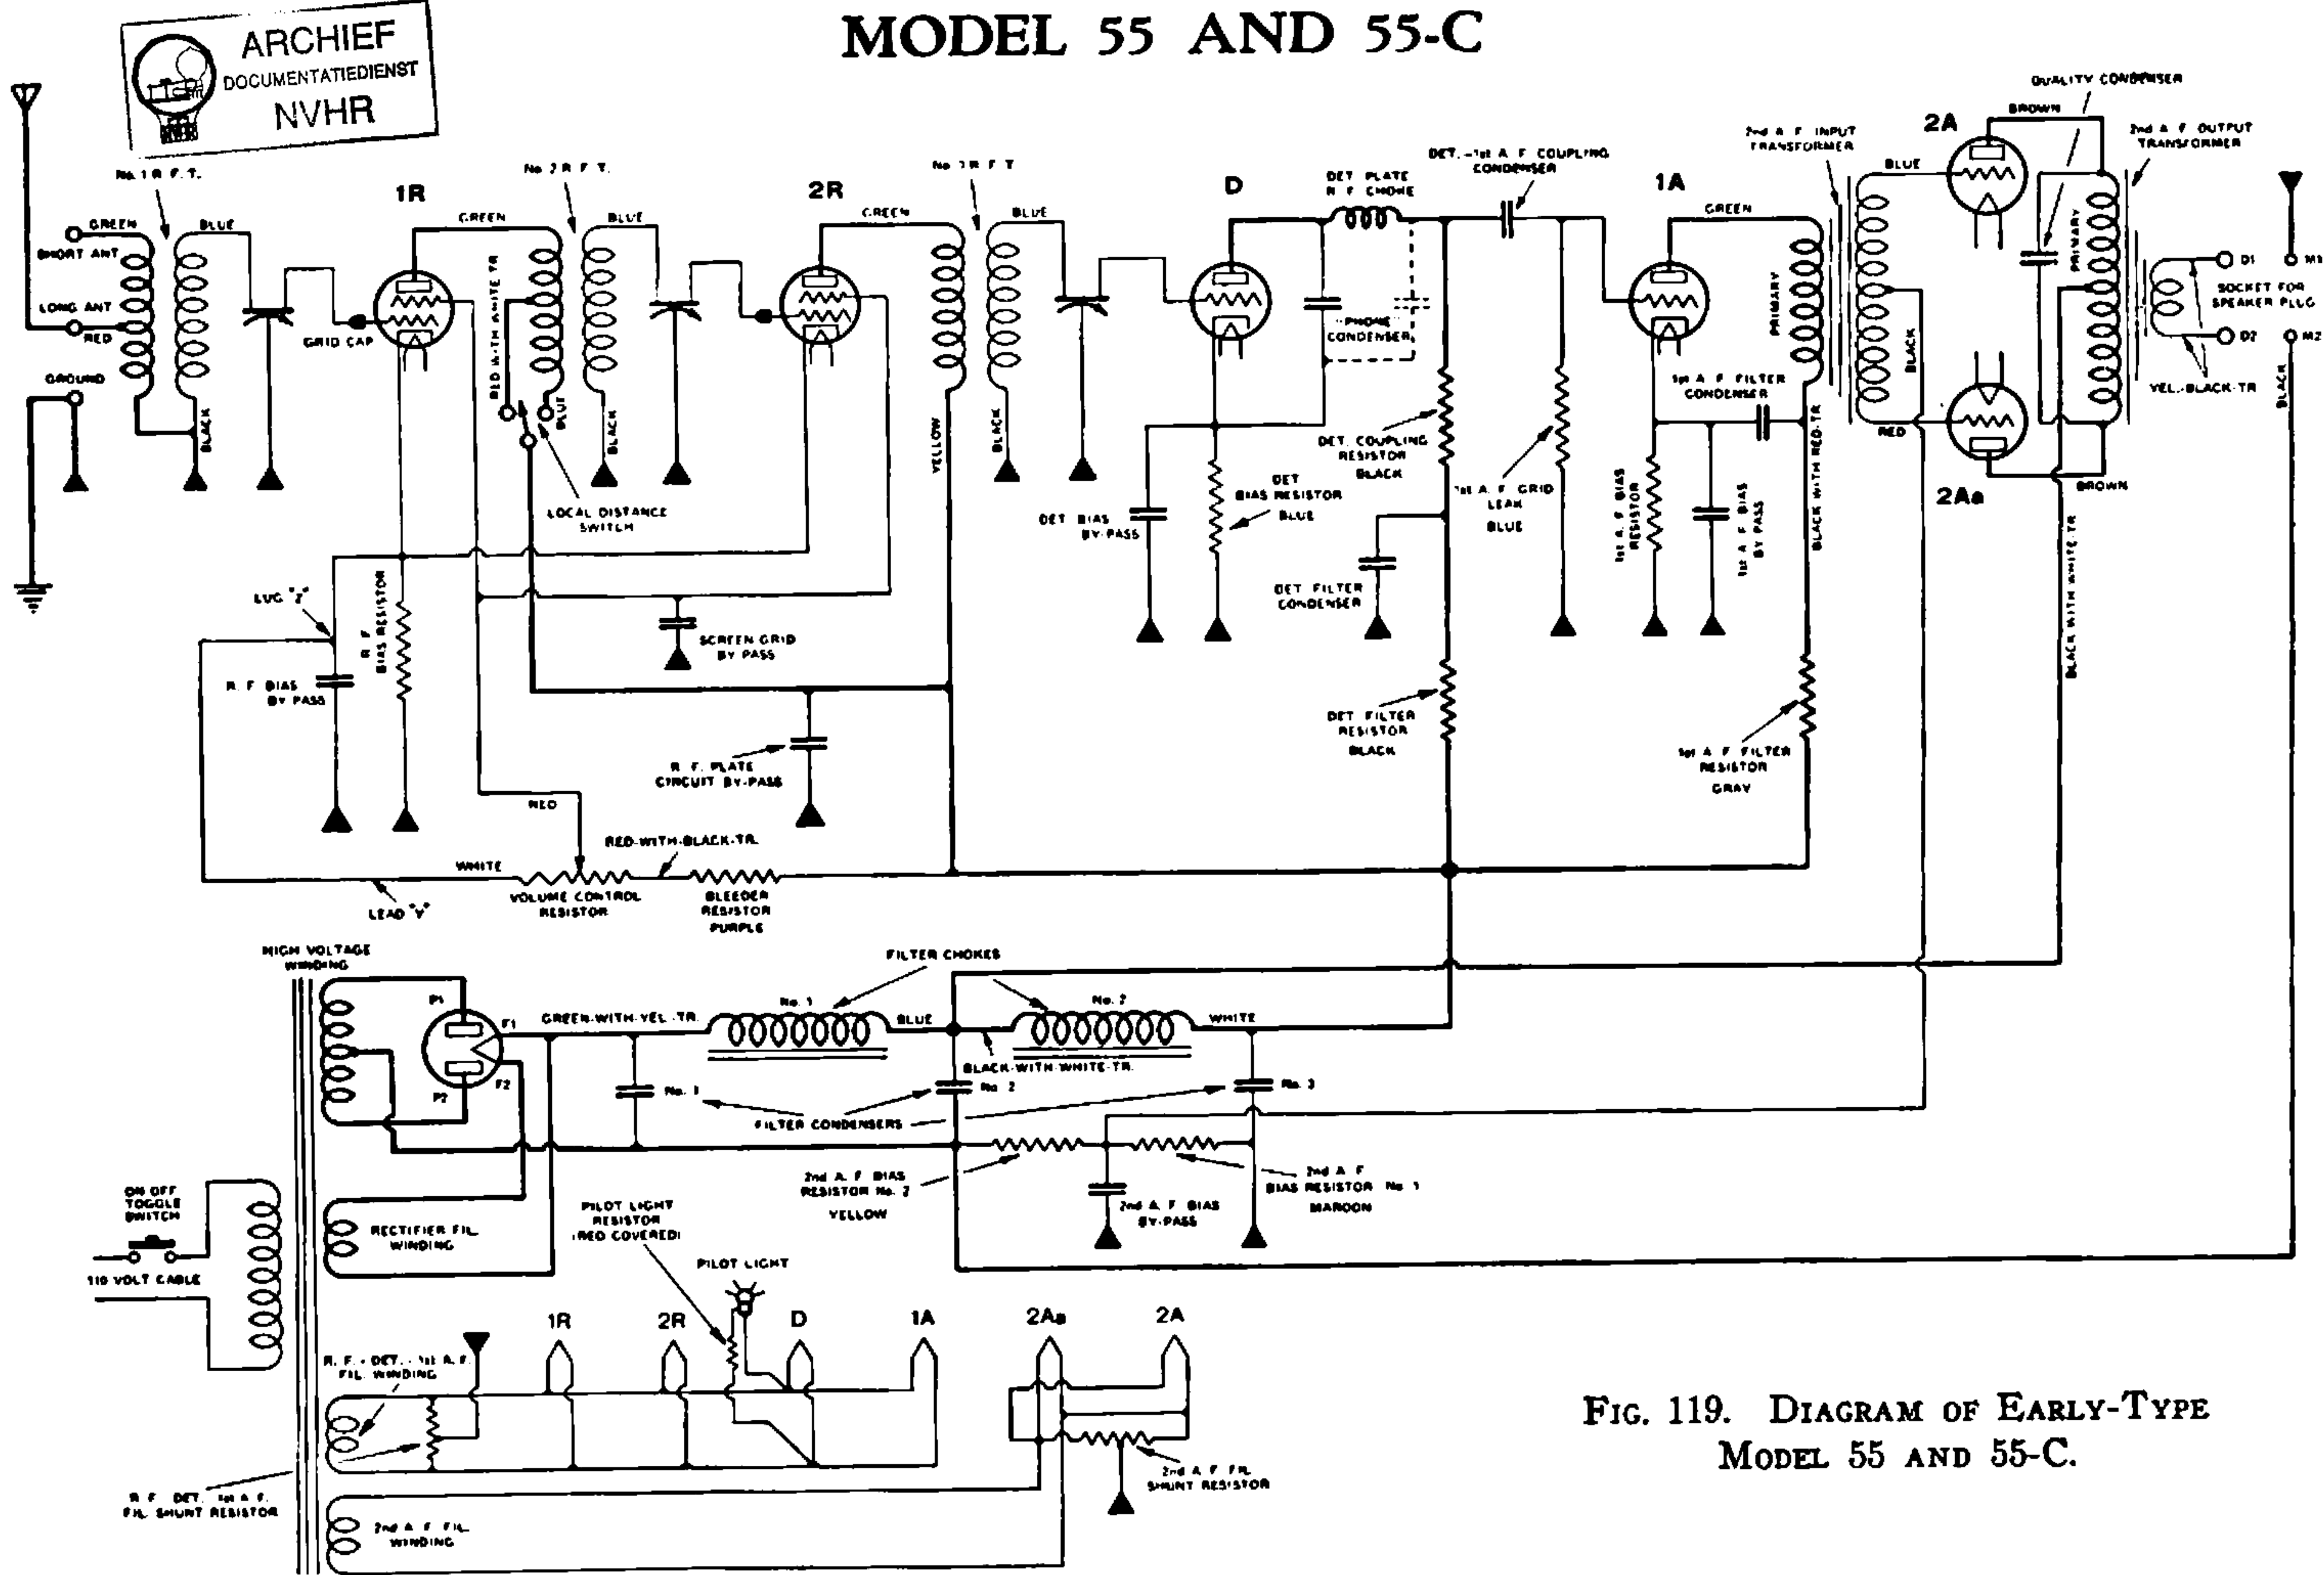 MODEL 55 AND 55-C
ARCHIEF
DOCUMENTATIEDIENST
NVHR
QUALITY CONDENSER
BROWN
2nd A F INPUT
TRANSFORMER
2A
2nd A F OUTPUT
TRANSFORMER
No. 1 R F. T.
No 2 R F T.
No 3 R F T
DET.-1st A F COUPLING
CONDENSER
DET PLATE
R F CHOKE
1R
2R
D
1A
GREEN
BLUE
GREEN
BLUE
GREEN
BLUE
GREEN
BLUE
SHORT ANT
LONG ANT
RED
GROUND
BLACK
GRID CAP
RED WITH WHITE TR
BLUE
BLACK
LOCAL DISTANCE
SWITCH
YELLOW
BLACK
PHONE
CONDENSER
DET BIAS
BY-PASS
DET
BIAS RESISTOR
BLUE
DET. COUPLING
RESISTOR
BLACK
DET FILTER
CONDENSER
1st A. F GRID
LEAK
BLUE
1st A F FILTER
CONDENSER
1st A F BIAS
RESISTOR
1st A F BIAS
BY PASS
PRIMARY
BLACK WITH RED-TR
BLACK
RED
2Aa
BROWN
PRIMARY
BLACK WITH WHITE-TR
D1
M1
SOCKET FOR
SPEAKER PLUG
D2
M2
YEL.-BLACK-TR
BLACK
LUG "Z"
R F
BIAS RESISTOR
R. F BIAS
BY PASS
SCREEN GRID
BY PASS
R F. PLATE
CIRCUIT BY-PASS
DET FILTER
RESISTOR
BLACK
1st A F FILTER
RESISTOR
GRAY
RED
RED-WITH-BLACK-TR.
WHITE
LEAD "Y"
VOLUME CONTROL
RESISTOR
BLEEDER
RESISTOR
PURPLE
HIGH VOLTAGE
WINDING
P1
F1
F2
P2
GREEN-WITH-YEL-TR.
FILTER CHOKES
No. 1
BLUE
No. 2
WHITE
BLACK-WITH-WHITE-TR.
No. 1
No 2
No. 3
FILTER CONDENSERS
2nd A. F BIAS
RESISTOR No. 2
YELLOW
2nd A. F BIAS
BY-PASS
2nd A F
BIAS RESISTOR No 1
MAROON
ON OFF
TOGGLE
SWITCH
110 VOLT CABLE
RECTIFIER FIL.
WINDING
PILOT LIGHT
RESISTOR
(RED COVERED)
PILOT LIGHT
1R
2R
D
1A
2Aa
2A
R. F. - DET. - 1st A. F.
FIL. WINDING
R F DET. 1st A F.
FIL. SHUNT RESISTOR
2nd A F FIL.
WINDING
2nd A F FIL.
SHUNT RESISTOR
FIG. 119. DIAGRAM OF EARLY-TYPE
MODEL 55 AND 55-C.